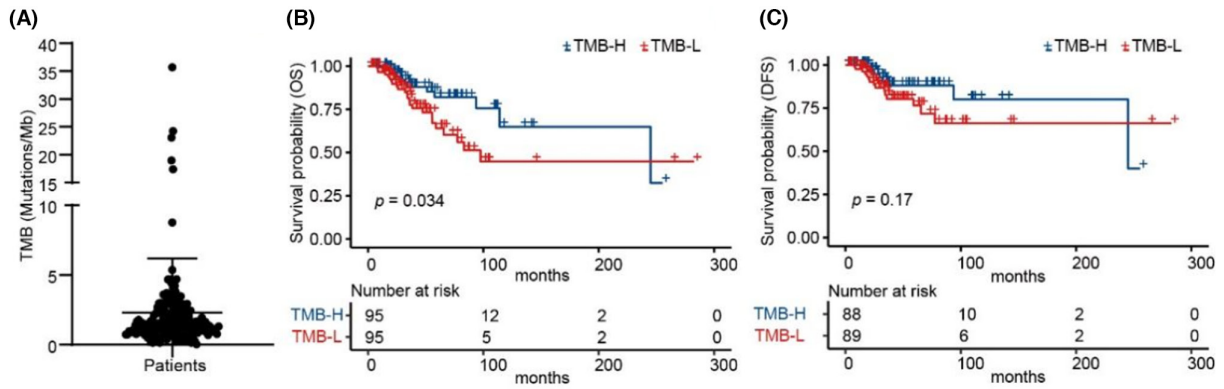 (A)
40
35
30
25
20
15
10
5
0
TMB (Mutations/Mb)
Patients
(B)
TMB-H TMB-L
Survival probability (OS)
1.00
0.75
0.50
0.25
0.00
p = 0.034
0 100 200 300
months
Number at risk
TMB-H 95 12 2 0
TMB-L 95 5 2 0
0 100 200 300
months
(C)
TMB-H TMB-L
Survival probability (DFS)
1.00
0.75
0.50
0.25
0.00
p = 0.17
0 100 200 300
months
Number at risk
TMB-H 88 10 2 0
TMB-L 89 6 2 0
0 100 200 300
months